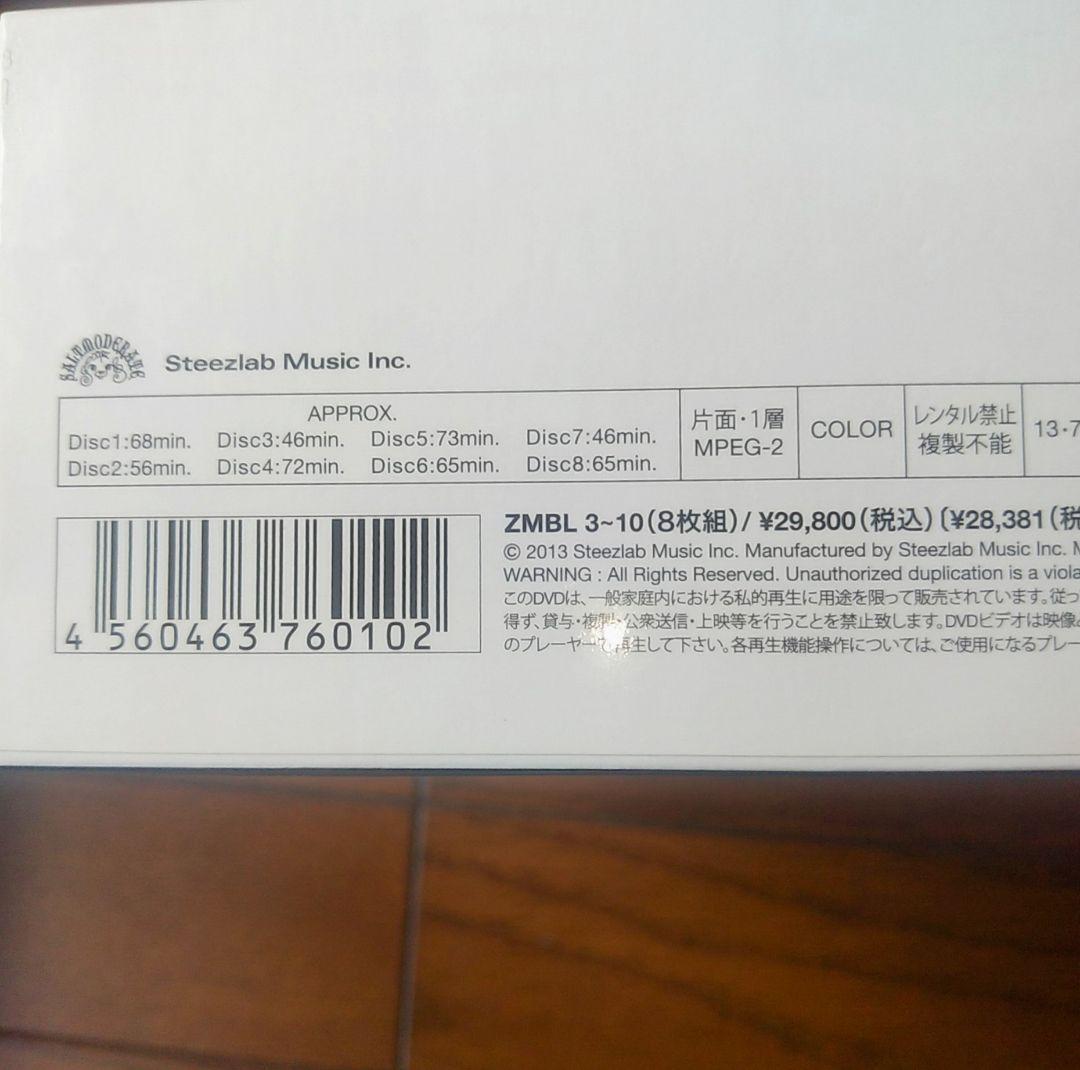 SALTMODERATE
Steezlab Music Inc.
APPROX.
Disc1:68min. Disc3:46min. Disc5:73min. Disc7:46min.
Disc2:56min. Disc4:72min. Disc6:65min. Disc8:65min.
片面・1層
MPEG-2
COLOR
レンタル禁止
複製不能
13・7
ZMBL 3~10(8枚組)/ ¥29,800(税込)〔¥28,381(税
© 2013 Steezlab Music Inc. Manufactured by Steezlab Music Inc. M
WARNING : All Rights Reserved. Unauthorized duplication is a viola
このDVDは、一般家庭内における私的再生に用途を限って販売されています。従っ
得ず、貸与・複製・公衆送信・上映等を行うことを禁止致します。DVDビデオは映像
のプレーヤーで再生して下さい。各再生機能操作については、ご使用になるプレー
4 560463 760102